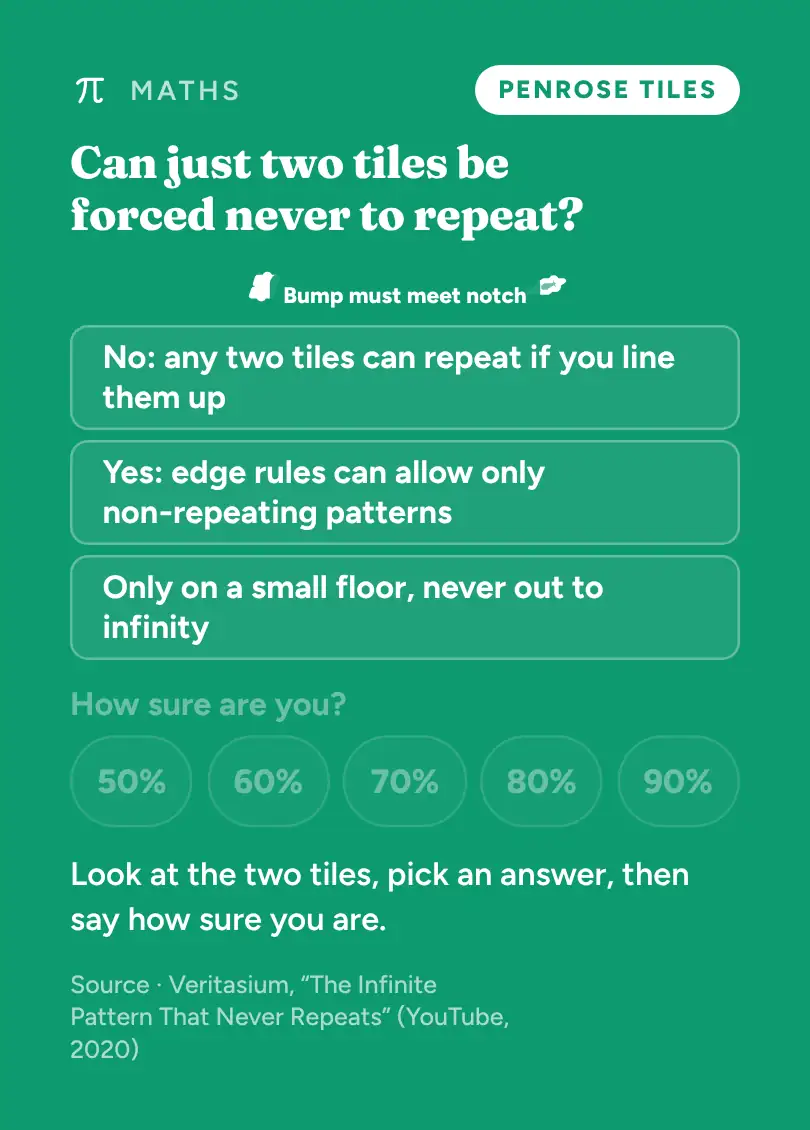 π MATHS
PENROSE TILES
Can just two tiles be
forced never to repeat?
Bump must meet notch
No: any two tiles can repeat if you line
them up
Yes: edge rules can allow only
non-repeating patterns
Only on a small floor, never out to
infinity
How sure are you?
50% 60% 70% 80% 90%
Look at the two tiles, pick an answer, then
say how sure you are.
Source · Veritasium, “The Infinite
Pattern That Never Repeats” (YouTube,
2020)